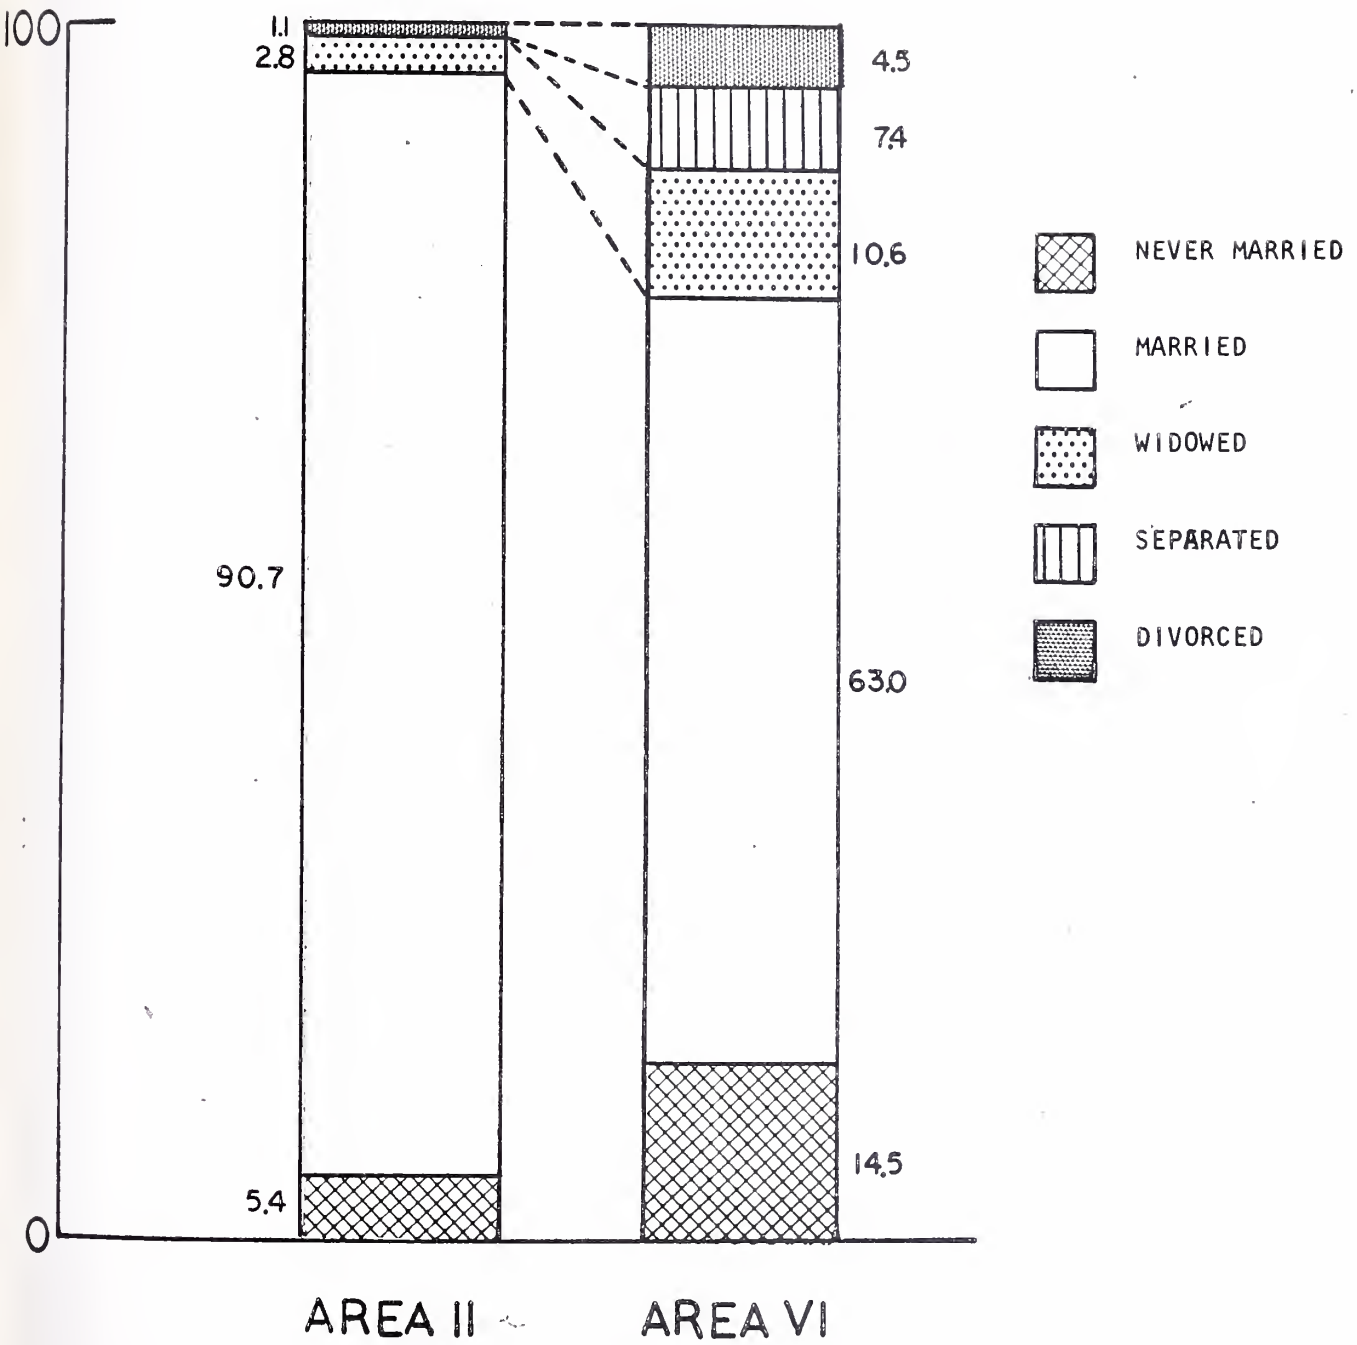 100
1.1
2.8
90.7
5.4
0
4.5
7.4
10.6
63.0
14.5
NEVER MARRIED
MARRIED
WIDOWED
SEPARATED
DIVORCED
AREA II
AREA VI